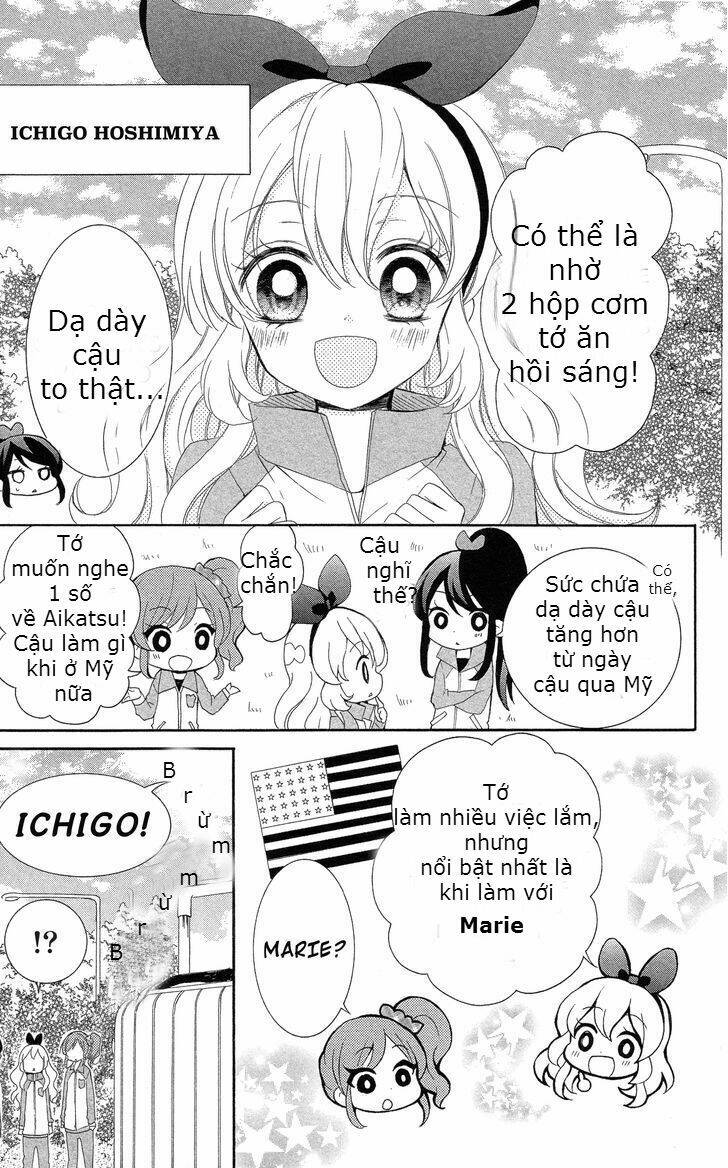 ICHIGO HOSHIMIYA
Có thể là
nhờ
2 hộp cơm
tớ ăn
hồi sáng!
Dạ dày
cậu
to thật...
Có
thể,
Sức chứa
dạ dày cậu
tăng hơn
từ ngày
cậu qua Mỹ
Cậu
nghĩ
thế?
Chắc
chắn!
Tớ
muốn nghe
1 số
về Aikatsu!
Cậu làm gì
khi ở Mỹ
nữa
Tớ
làm nhiều việc lắm,
nhưng
nổi bật nhất là
khi làm với
Marie
MARIE?
B
r
ừ
m
m
ừ
r
B
ICHIGO!
!?